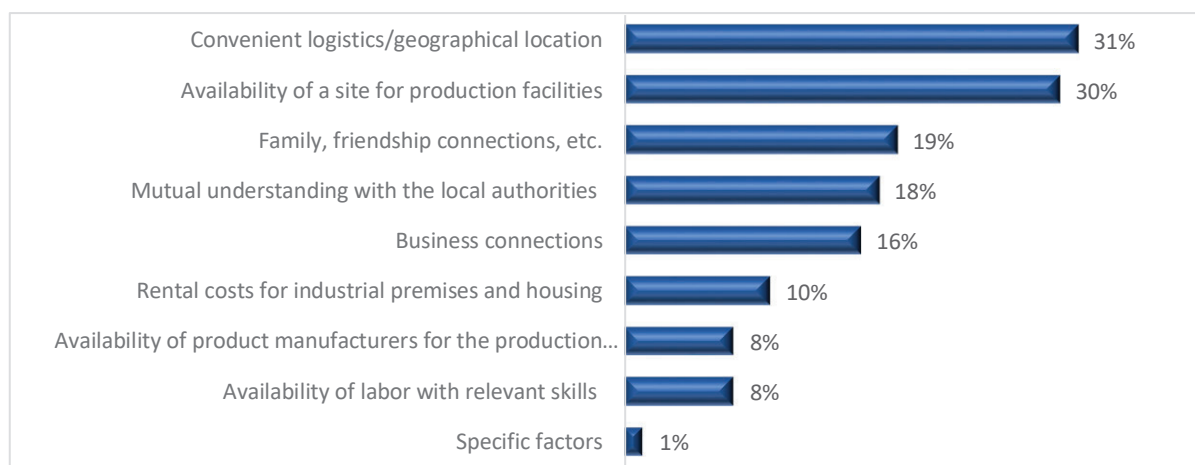 Convenient logistics/geographical location 31%
Availability of a site for production facilities 30%
Family, friendship connections, etc. 19%
Mutual understanding with the local authorities 18%
Business connections 16%
Rental costs for industrial premises and housing 10%
Availability of product manufacturers for the production... 8%
Availability of labor with relevant skills 8%
Specific factors 1%